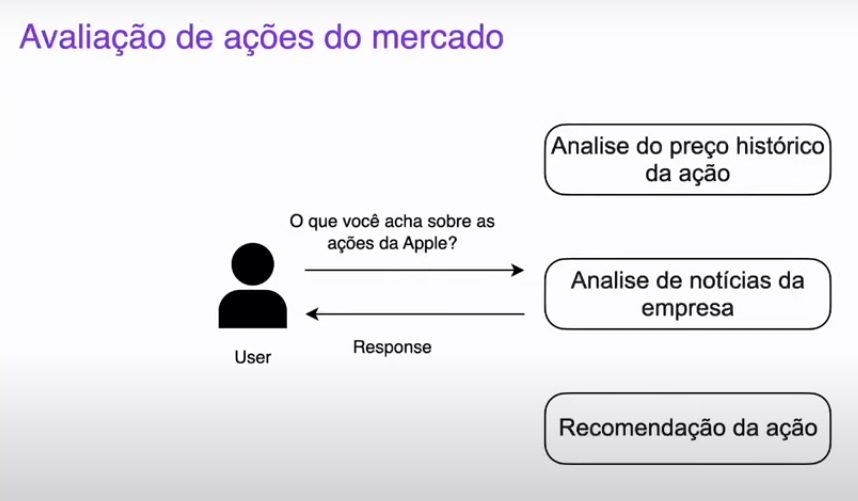 Avaliação de ações do mercado
Analise do preço histórico
da ação
O que você acha sobre as
ações da Apple?
Analise de notícias da
empresa
Response
User
Recomendação da ação